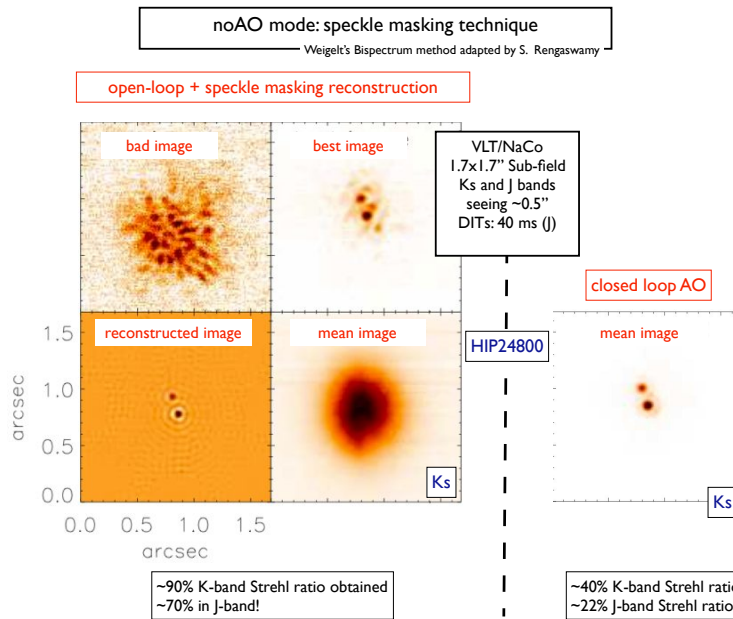 noAO mode: speckle masking technique
Weigelt's Bispectrum method adapted by S. Rengaswamy
open-loop + speckle masking reconstruction
bad image
best image
VLT/NaCo
1.7x1.7" Sub-field
Ks and J bands
seeing ~0.5"
DITs: 40 ms (J)
closed loop AO
reconstructed image
mean image
HIP24800
mean image
1.5
1.0
0.5
0.0
arcsec
Ks
Ks
0.0 0.5 1.0 1.5
arcsec
~90% K-band Strehl ratio obtained
~70% in J-band!
~40% K-band Strehl ratio
~22% J-band Strehl ratio